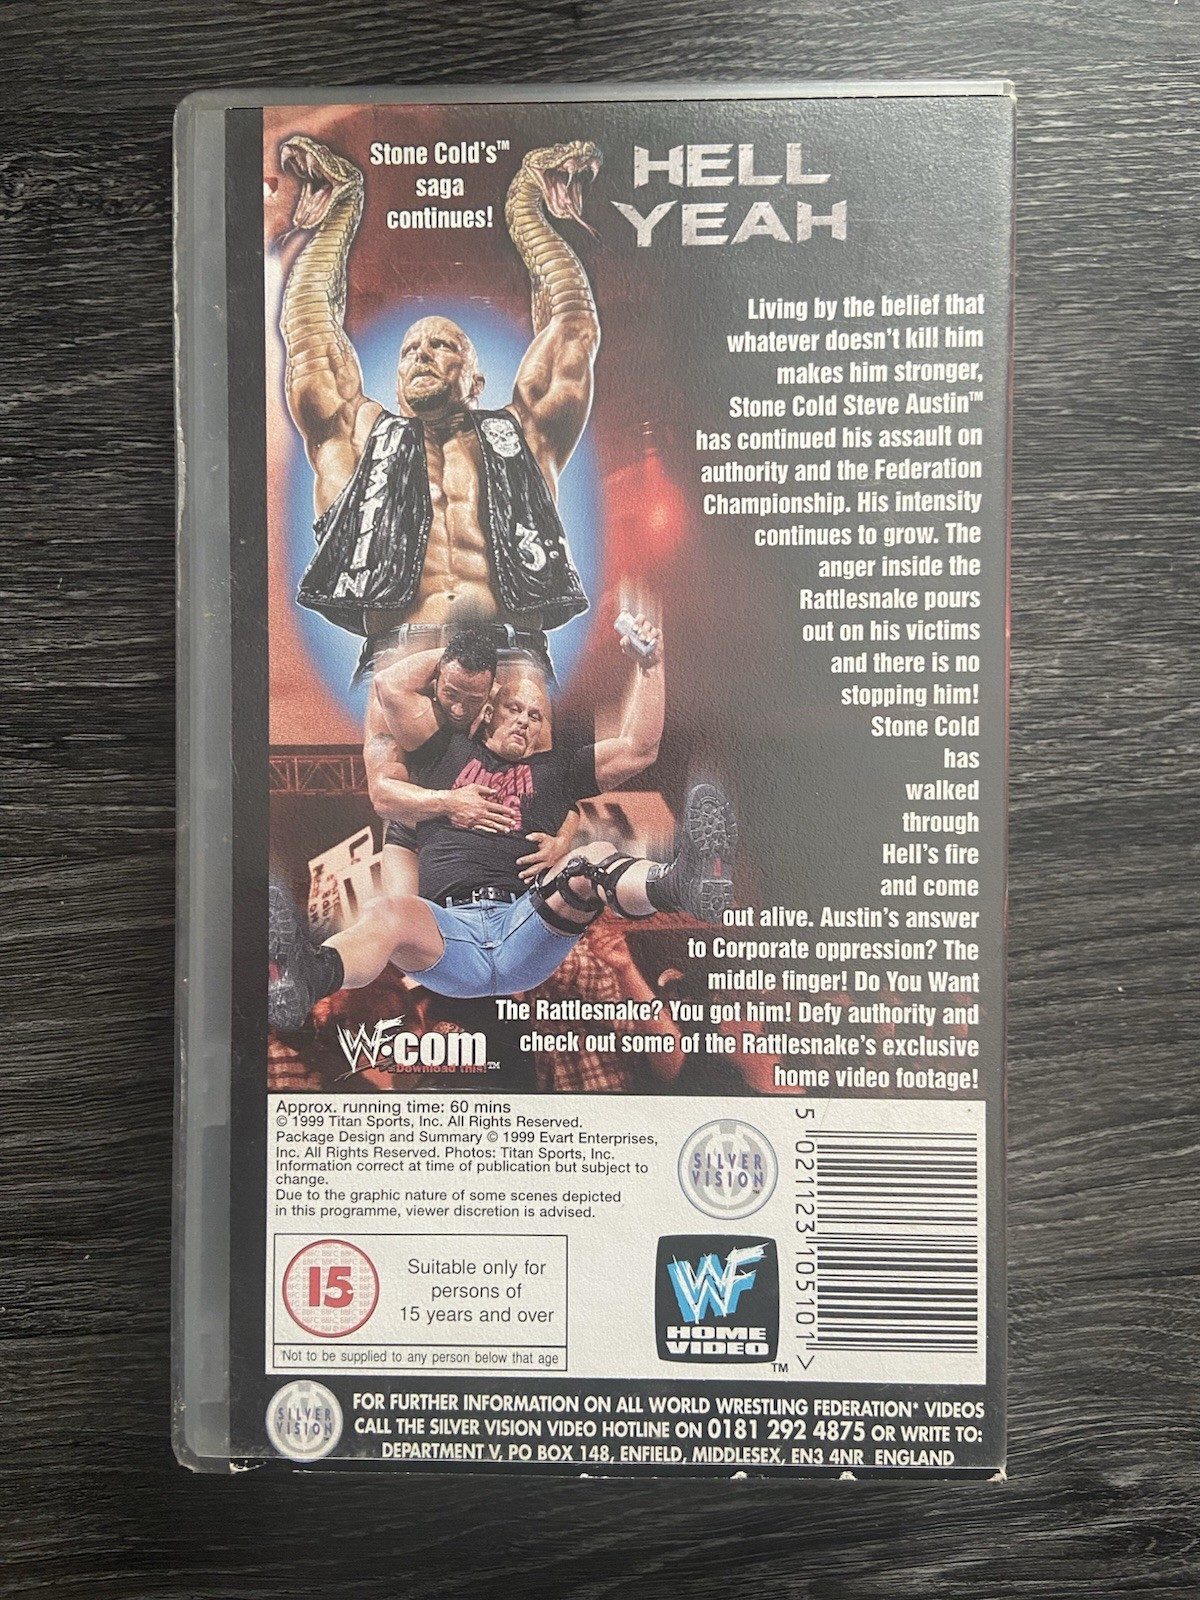 Stone Cold's™
saga
continues!
HELL
YEAH
AUSTIN
3:
Living by the belief that
whatever doesn't kill him
makes him stronger,
Stone Cold Steve Austin™
has continued his assault on
authority and the Federation
Championship. His intensity
continues to grow. The
anger inside the
Rattlesnake pours
out on his victims
and there is no
stopping him!
Stone Cold
has
walked
through
Hell's fire
and come
out alive. Austin's answer
to Corporate oppression? The
middle finger! Do You Want
The Rattlesnake? You got him! Defy authority and
check out some of the Rattlesnake's exclusive
home video footage!
WF.com™
Download this!
Approx. running time: 60 mins
© 1999 Titan Sports, Inc. All Rights Reserved.
Package Design and Summary © 1999 Evart Enterprises,
Inc. All Rights Reserved. Photos: Titan Sports, Inc.
Information correct at time of publication but subject to
change.
Due to the graphic nature of some scenes depicted
in this programme, viewer discretion is advised.
SILVER
VISION™
5 021123 105101 >
15
Suitable only for
persons of
15 years and over
Not to be supplied to any person below that age
WF
HOME
VIDEO™
SILVER
VISION
FOR FURTHER INFORMATION ON ALL WORLD WRESTLING FEDERATION* VIDEOS
CALL THE SILVER VISION VIDEO HOTLINE ON 0181 292 4875 OR WRITE TO:
DEPARTMENT V, PO BOX 148, ENFIELD, MIDDLESEX, EN3 4NR ENGLAND